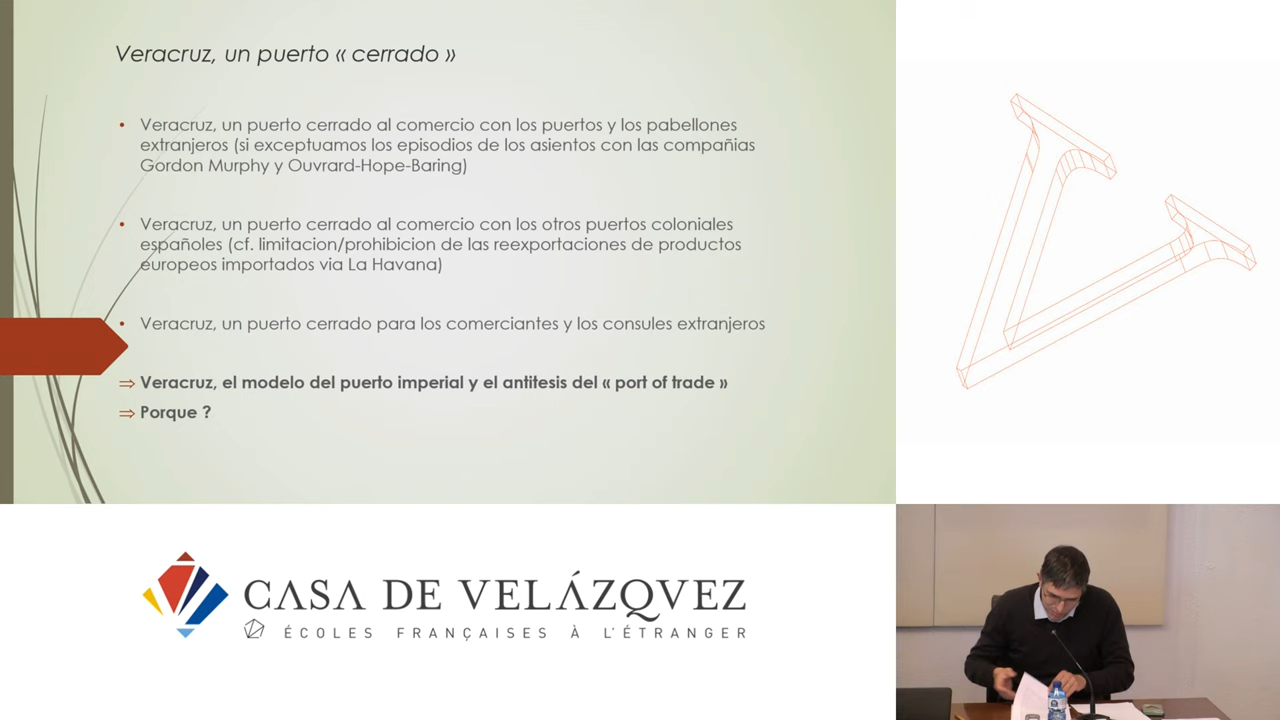 Veracruz, un puerto « cerrado »
• Veracruz, un puerto cerrado al comercio con los puertos y los pabellones
extranjeros (si exceptuamos los episodios de los asientos con las compañias
Gordon Murphy y Ouvrard-Hope-Baring)
• Veracruz, un puerto cerrado al comercio con los otros puertos coloniales
españoles (cf. limitacion/prohibicion de las reexportaciones de productos
europeos importados via La Havana)
• Veracruz, un puerto cerrado para los comerciantes y los consules extranjeros
⇒ Veracruz, el modelo del puerto imperial y el antitesis del « port of trade »
⇒ Porque ?
CASA DE VELÁZQVEZ
ÉCOLES FRANÇAISES À L'ÉTRANGER